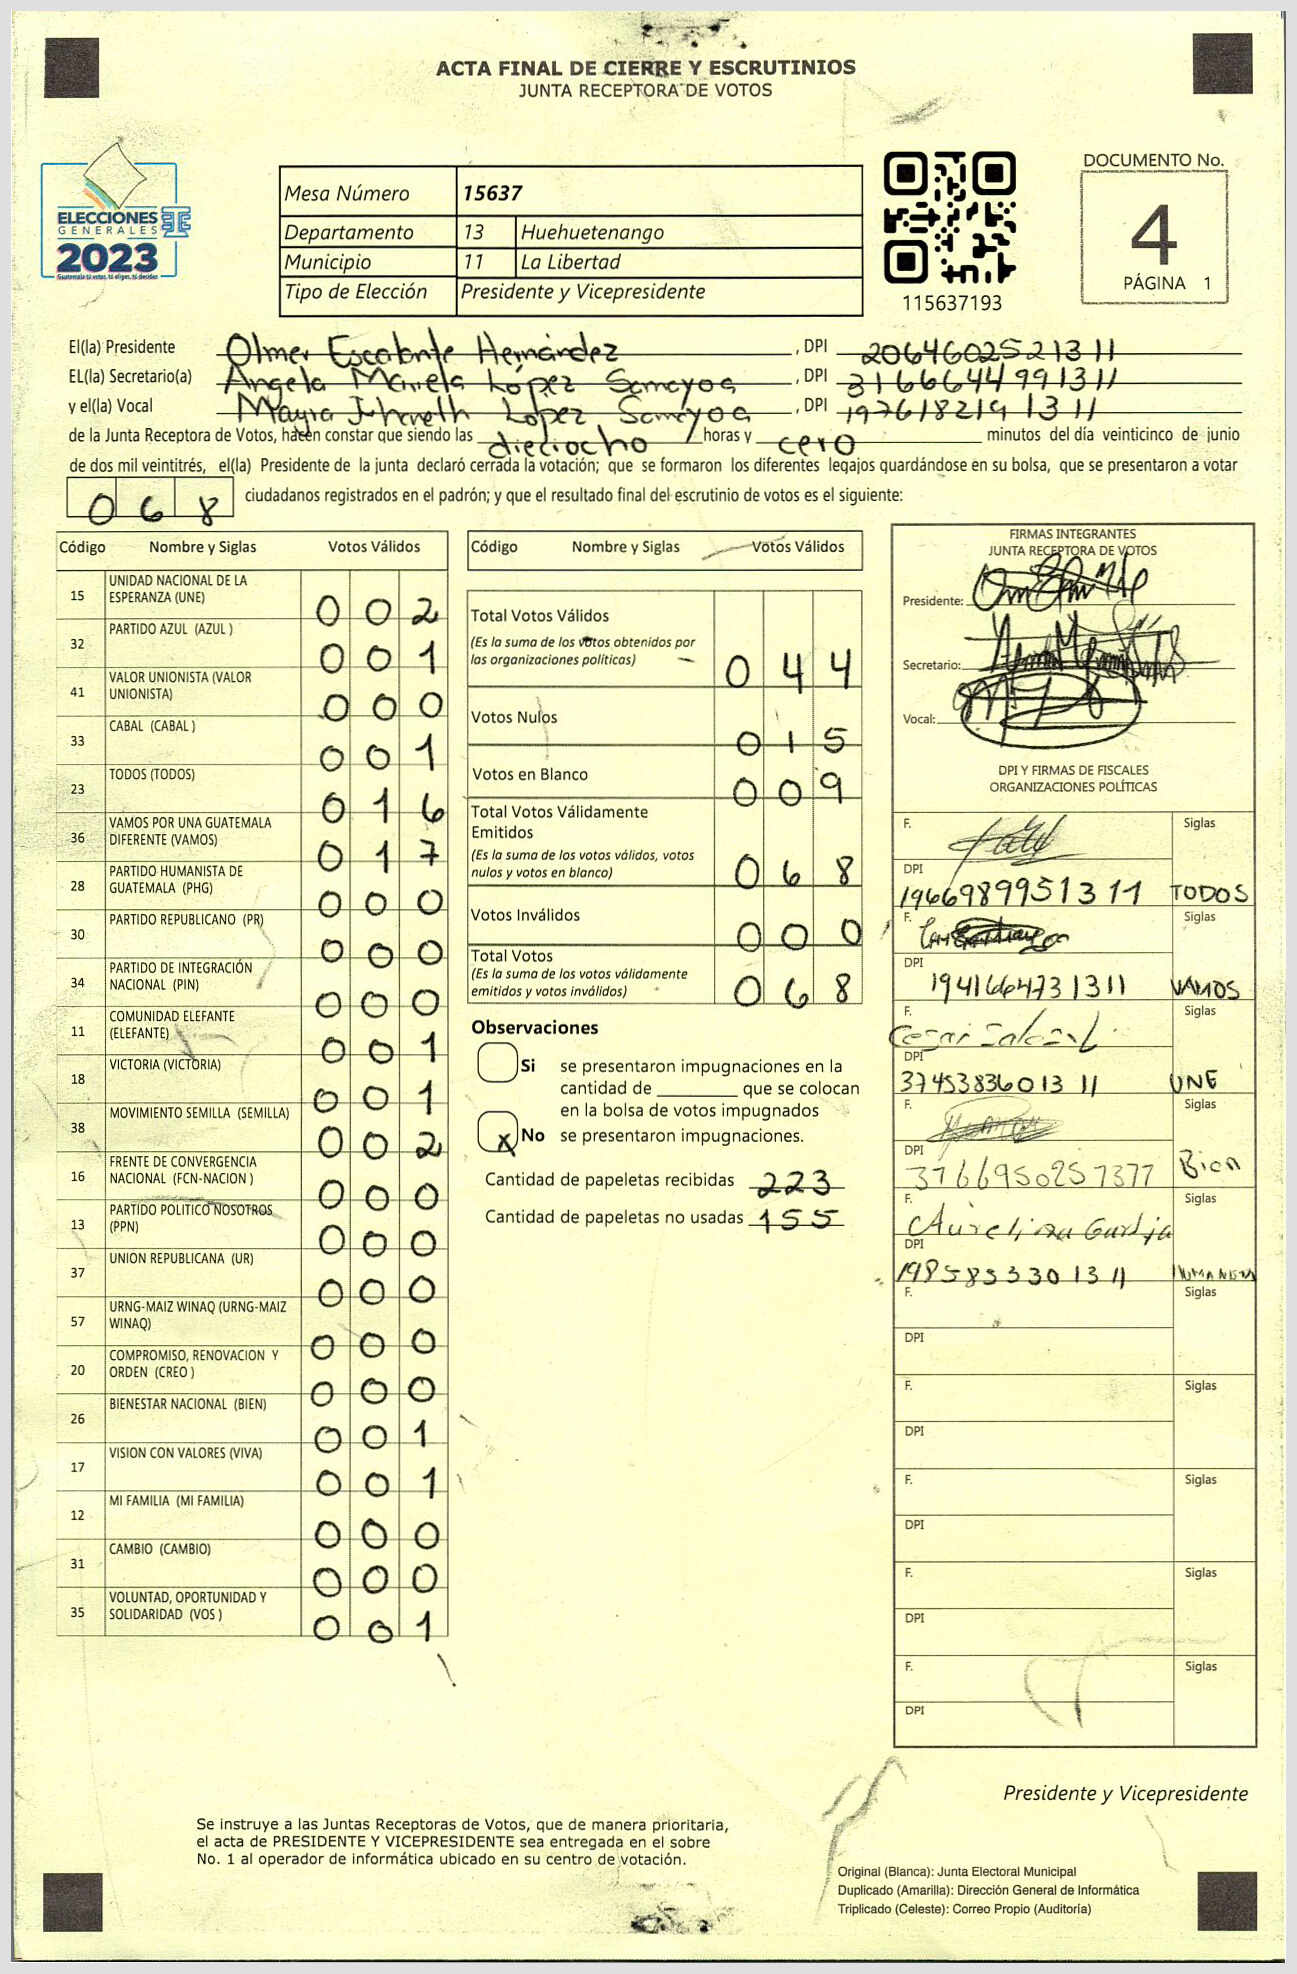 ACTA FINAL DE CIERRE Y ESCRUTINIOS
JUNTA RECEPTORA DE VOTOS
ELECCIONES
GENERALES
2023
Guatemala tú votas, tú eliges, tú decides
Mesa Número 15637
Departamento 13 Huehuetenango
Municipio 11 La Libertad
Tipo de Elección Presidente y Vicepresidente
115637193
DOCUMENTO No.
4
PÁGINA 1
El(la) Presidente Olmer Escalante Hernández , DPI 2064602521311
EL(la) Secretario(a) Angela Mariela López Samayoa , DPI 3166644991311
y el(la) Vocal Mayra Jhaneth López Samayoa , DPI 1976182191311
de la Junta Receptora de Votos, hacen constar que siendo las dieciocho horas y cero minutos del día veinticinco de junio
de dos mil veintitrés, el(la) Presidente de la junta declaró cerrada la votación; que se formaron los diferentes legajos guardándose en su bolsa, que se presentaron a votar
068 ciudadanos registrados en el padrón; y que el resultado final del escrutinio de votos es el siguiente:
Código Nombre y Siglas Votos Válidos
15 UNIDAD NACIONAL DE LA ESPERANZA (UNE) 002
32 PARTIDO AZUL (AZUL ) 001
41 VALOR UNIONISTA (VALOR UNIONISTA) 000
33 CABAL (CABAL ) 001
23 TODOS (TODOS) 016
36 VAMOS POR UNA GUATEMALA DIFERENTE (VAMOS) 017
28 PARTIDO HUMANISTA DE GUATEMALA (PHG) 000
30 PARTIDO REPUBLICANO (PR) 000
34 PARTIDO DE INTEGRACIÓN NACIONAL (PIN) 000
11 COMUNIDAD ELEFANTE (ELEFANTE) 001
18 VICTORIA (VICTORIA) 001
38 MOVIMIENTO SEMILLA (SEMILLA) 002
16 FRENTE DE CONVERGENCIA NACIONAL (FCN-NACION ) 000
13 PARTIDO POLITICO NOSOTROS (PPN) 000
37 UNION REPUBLICANA (UR) 000
57 URNG-MAIZ WINAQ (URNG-MAIZ WINAQ) 000
20 COMPROMISO, RENOVACION Y ORDEN (CREO ) 000
26 BIENESTAR NACIONAL (BIEN) 001
17 VISION CON VALORES (VIVA) 001
12 MI FAMILIA (MI FAMILIA) 000
31 CAMBIO (CAMBIO) 000
35 VOLUNTAD, OPORTUNIDAD Y SOLIDARIDAD (VOS ) 001
Código Nombre y Siglas Votos Válidos
Total Votos Válidos
(Es la suma de los votos obtenidos por
las organizaciones políticas) 044
Votos Nulos 015
Votos en Blanco 009
Total Votos Válidamente
Emitidos
(Es la suma de los votos válidos, votos
nulos y votos en blanco) 068
Votos Inválidos 000
Total Votos
(Es la suma de los votos válidamente
emitidos y votos inválidos) 068
Observaciones
Si se presentaron impugnaciones en la
cantidad de ________ que se colocan
en la bolsa de votos impugnados
x No se presentaron impugnaciones.
Cantidad de papeletas recibidas 223
Cantidad de papeletas no usadas 155
FIRMAS INTEGRANTES
JUNTA RECEPTORA DE VOTOS
Presidente:
Secretario:
Vocal:
DPI Y FIRMAS DE FISCALES
ORGANIZACIONES POLÍTICAS
F. Siglas
DPI
1966989951311 TODOS
F. Siglas
DPI
1941664731311 VAMOS
F. Siglas
DPI
3745383601311 UNE
F. Siglas
DPI
Bien
F. Siglas
DPI
1985853301311
F. Siglas
DPI
F. Siglas
DPI
F. Siglas
DPI
F. Siglas
DPI
F. Siglas
DPI
Presidente y Vicepresidente
Se instruye a las Juntas Receptoras de Votos, que de manera prioritaria,
el acta de PRESIDENTE Y VICEPRESIDENTE sea entregada en el sobre
No. 1 al operador de informática ubicado en su centro de votación.
Original (Blanca): Junta Electoral Municipal
Duplicado (Amarilla): Dirección General de Informática
Triplicado (Celeste): Correo Propio (Auditoría)